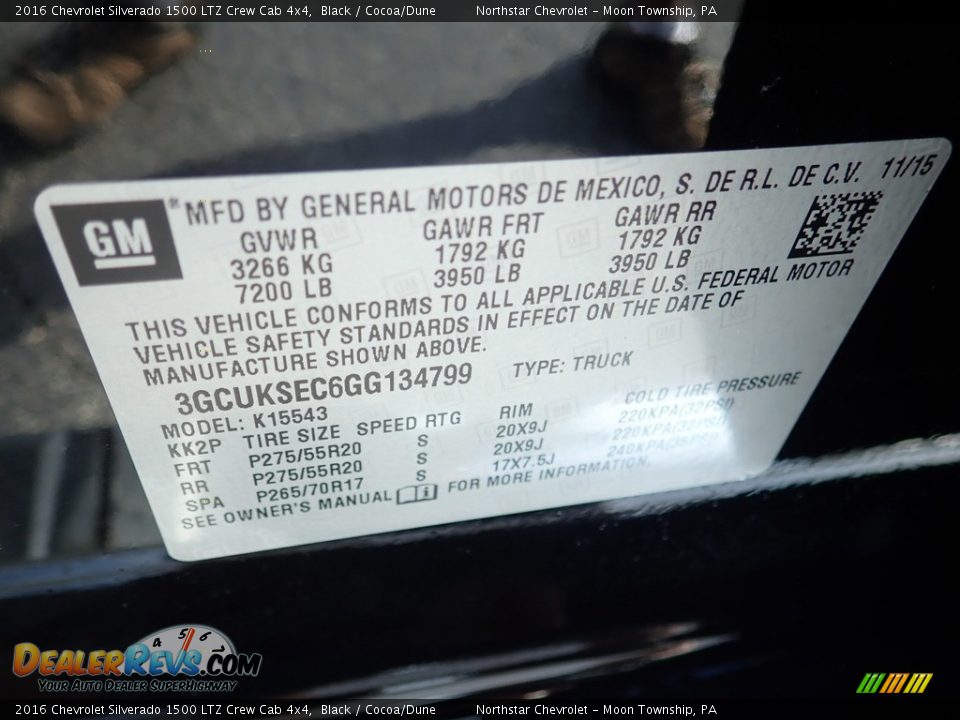 2016 Chevrolet Silverado 1500 LTZ Crew Cab 4x4, Black / Cocoa/Dune Northstar Chevrolet - Moon Township, PA
GM
® MFD BY GENERAL MOTORS DE MEXICO, S. DE R.L. DE C.V. 11/15
GVWR GAWR FRT GAWR RR
3266 KG 1792 KG 1792 KG
7200 LB 3950 LB 3950 LB
THIS VEHICLE CONFORMS TO ALL APPLICABLE U.S. FEDERAL MOTOR
VEHICLE SAFETY STANDARDS IN EFFECT ON THE DATE OF
MANUFACTURE SHOWN ABOVE.
3GCUKSEC6GG134799 TYPE: TRUCK
MODEL: K15543
KK2P TIRE SIZE SPEED RTG RIM COLD TIRE PRESSURE
FRT P275/55R20 S 20X9J 220KPA(32PSI)
RR P275/55R20 S 20X9J 220KPA(32PSI)
SPA P265/70R17 S 17X7.5J 240KPA(35PSI)
SEE OWNER'S MANUAL FOR MORE INFORMATION.
4 5 6
DEALERREVS.COM
Your Auto Dealer SuperHighway
2016 Chevrolet Silverado 1500 LTZ Crew Cab 4x4, Black / Cocoa/Dune Northstar Chevrolet - Moon Township, PA